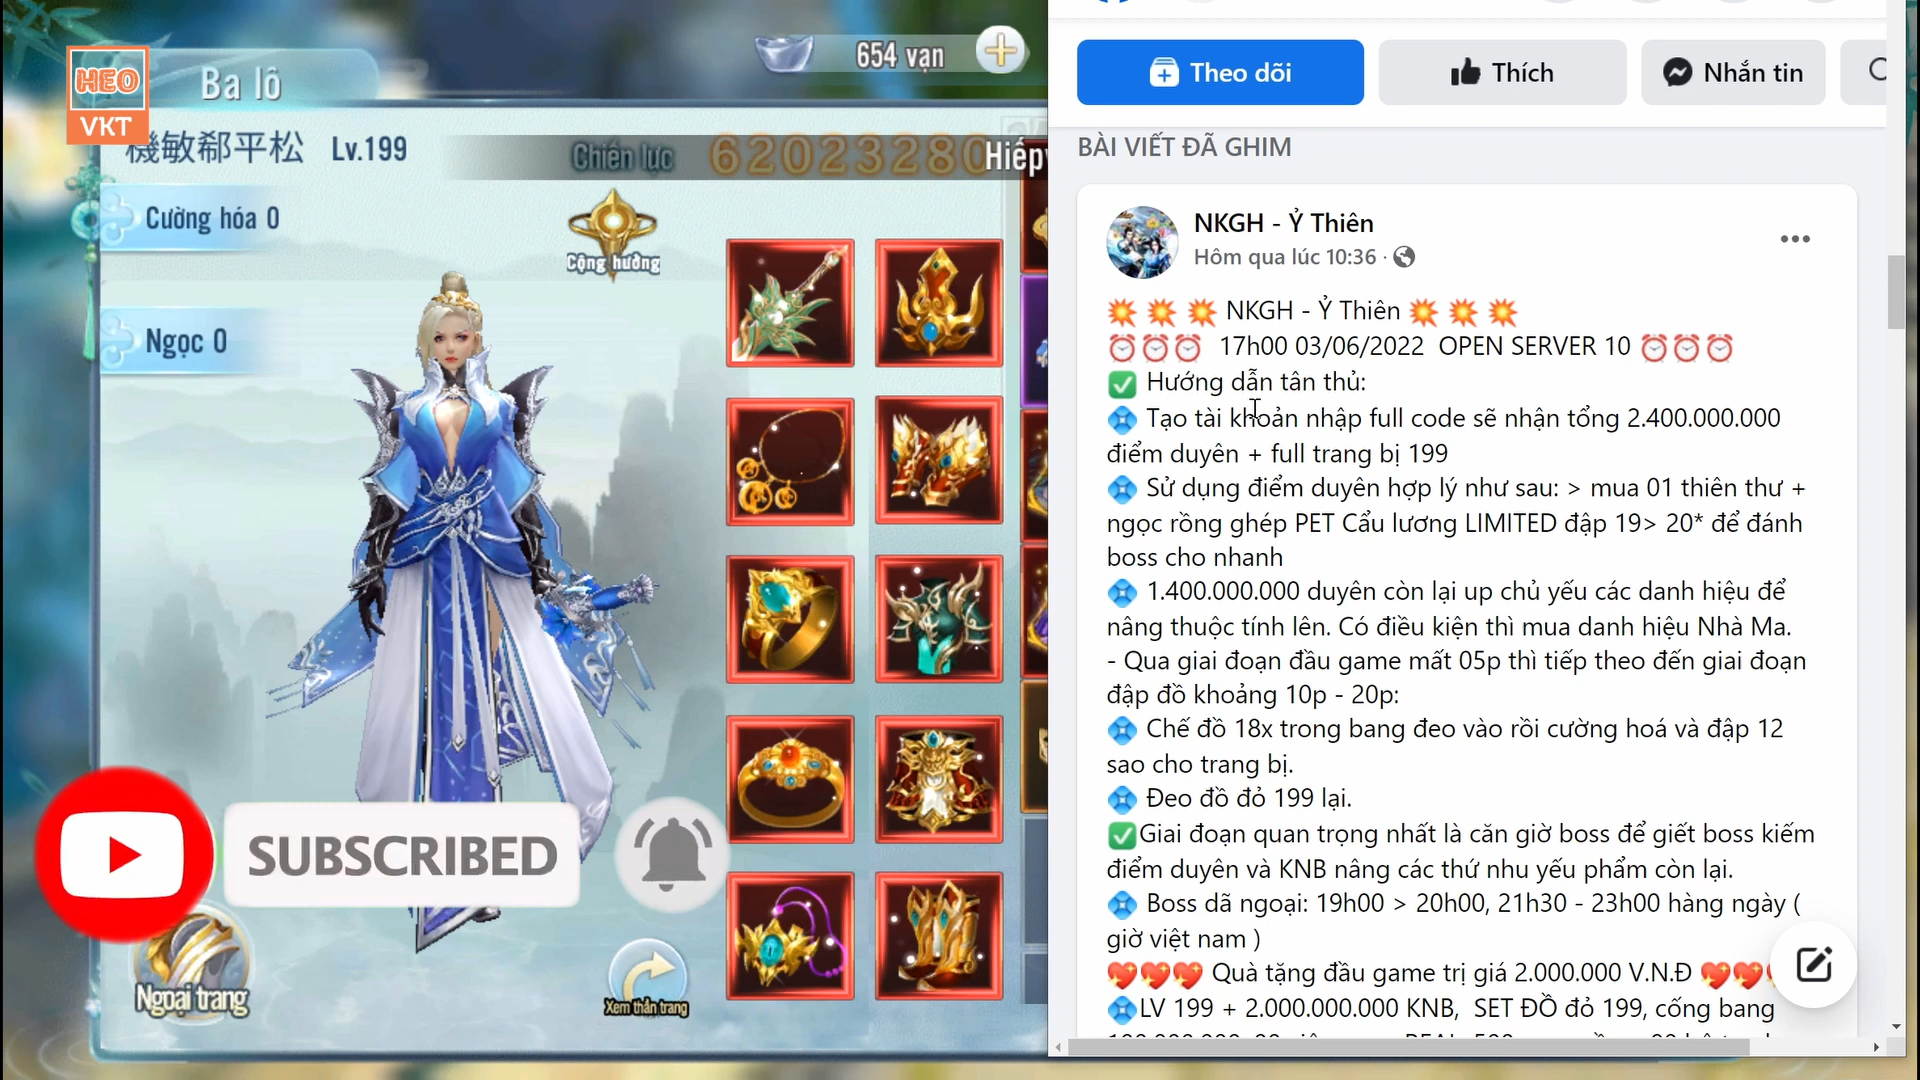 HEO
VKT
Ba lô
654 vạn
機敏郗平松 Lv.199
Chiến lực 62023280
Cường hóa 0
Cộng hưởng
Ngọc 0
SUBSCRIBED
Ngoại trang
Xem thần trang
Theo dõi
Thích
Nhắn tin
BÀI VIẾT ĐÃ GHIM
NKGH - Ỷ Thiên
Hôm qua lúc 10:36 ·
💥 💥 💥 NKGH - Ỷ Thiên 💥 💥 💥
⏰⏰⏰ 17h00 03/06/2022 OPEN SERVER 10 ⏰⏰⏰
✅ Hướng dẫn tân thủ:
💠 Tạo tài khoản nhập full code sẽ nhận tổng 2.400.000.000
điểm duyên + full trang bị 199
💠 Sử dụng điểm duyên hợp lý như sau: > mua 01 thiên thư +
ngọc rồng ghép PET Cẩu lương LIMITED đập 19> 20* để đánh
boss cho nhanh
💠 1.400.000.000 duyên còn lại up chủ yếu các danh hiệu để
nâng thuộc tính lên. Có điều kiện thì mua danh hiệu Nhà Ma.
- Qua giai đoạn đầu game mất 05p thì tiếp theo đến giai đoạn
đập đồ khoảng 10p - 20p:
💠 Chế đồ 18x trong bang đeo vào rồi cường hoá và đập 12
sao cho trang bị.
💠 Đeo đồ đỏ 199 lại.
✅Giai đoạn quan trọng nhất là căn giờ boss để giết boss kiếm
điểm duyên và KNB nâng các thứ nhu yếu phẩm còn lại.
💠 Boss dã ngoại: 19h00 > 20h00, 21h30 - 23h00 hàng ngày (
giờ việt nam )
💖💖💖 Quà tặng đầu game trị giá 2.000.000 V.N.Đ 💖💖
💠LV 199 + 2.000.000.000 KNB, SET ĐỒ đỏ 199, cống bang